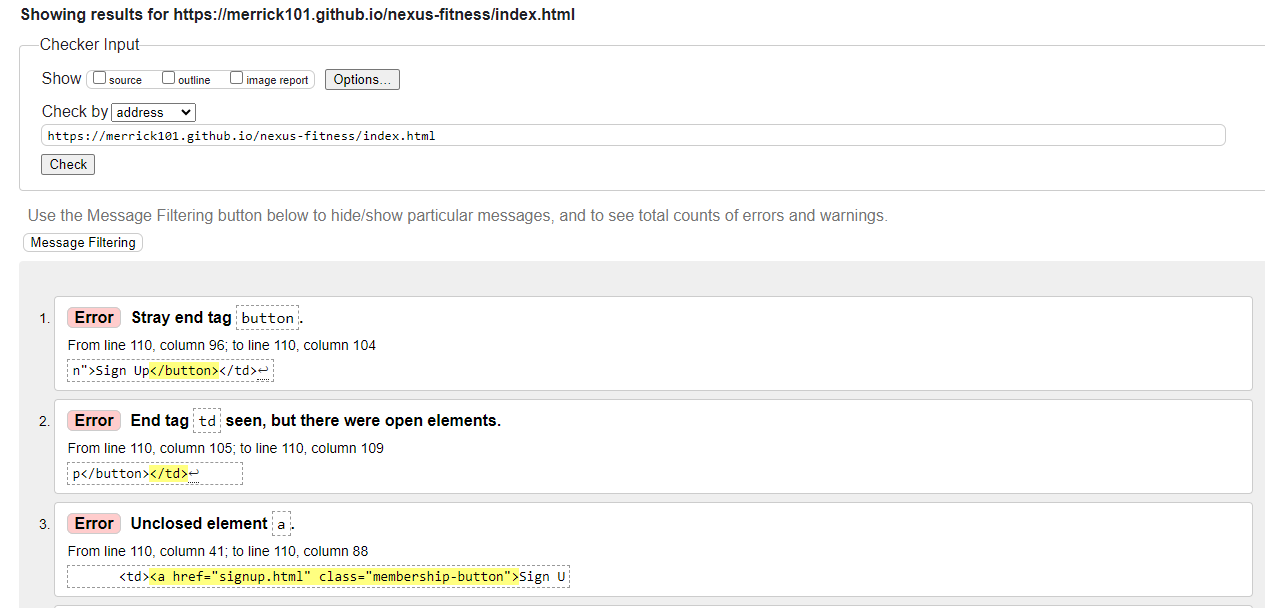 Showing results for https://merrick101.github.io/nexus-fitness/index.html
Checker Input
Show source outline image report Options...
Check by address
https://merrick101.github.io/nexus-fitness/index.html
Check
Use the Message Filtering button below to hide/show particular messages, and to see total counts of errors and warnings.
Message Filtering
1. Error Stray end tag button.
From line 110, column 96; to line 110, column 104
n">Sign Up</button></td>↩
2. Error End tag td seen, but there were open elements.
From line 110, column 105; to line 110, column 109
p</button></td>↩
3. Error Unclosed element a.
From line 110, column 41; to line 110, column 88
<td><a href="signup.html" class="membership-button">Sign U